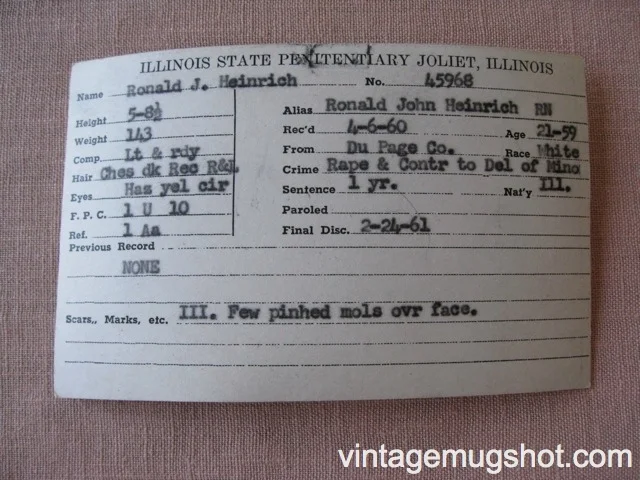 ILLINOIS STATE PENITENTIARY JOLIET, ILLINOIS
Name Ronald J. Heinrich No. 45968
Height 5-8½ Alias Ronald John Heinrich RN
Weight 143 Rec'd 4-6-60 Age 21-59
Comp. Lt & rdy From Du Page Co. Race White
Hair Ches dk Rec R&L Crime Rape & Contr to Del of Mino
Eyes Haz yel cir Sentence 1 yr. Nat'y Ill.
F. P. C. 1 U 10 Paroled
Ref. 1 Aa Final Disc. 2-24-61
Previous Record
NONE
Scars., Marks, etc. III. Few pinhed mols ovr face.
vintagemugshot.com